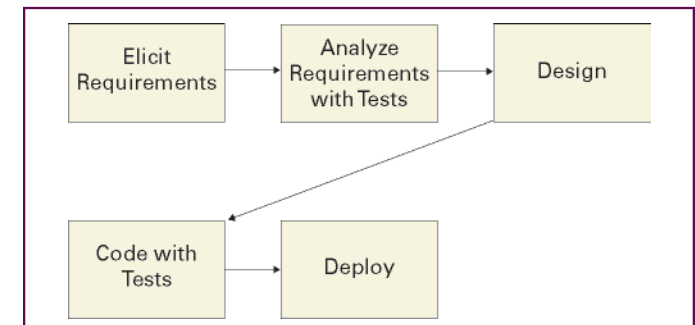 Elicit
Requirements
Analyze
Requirements
with Tests
Design
Code with
Tests
Deploy